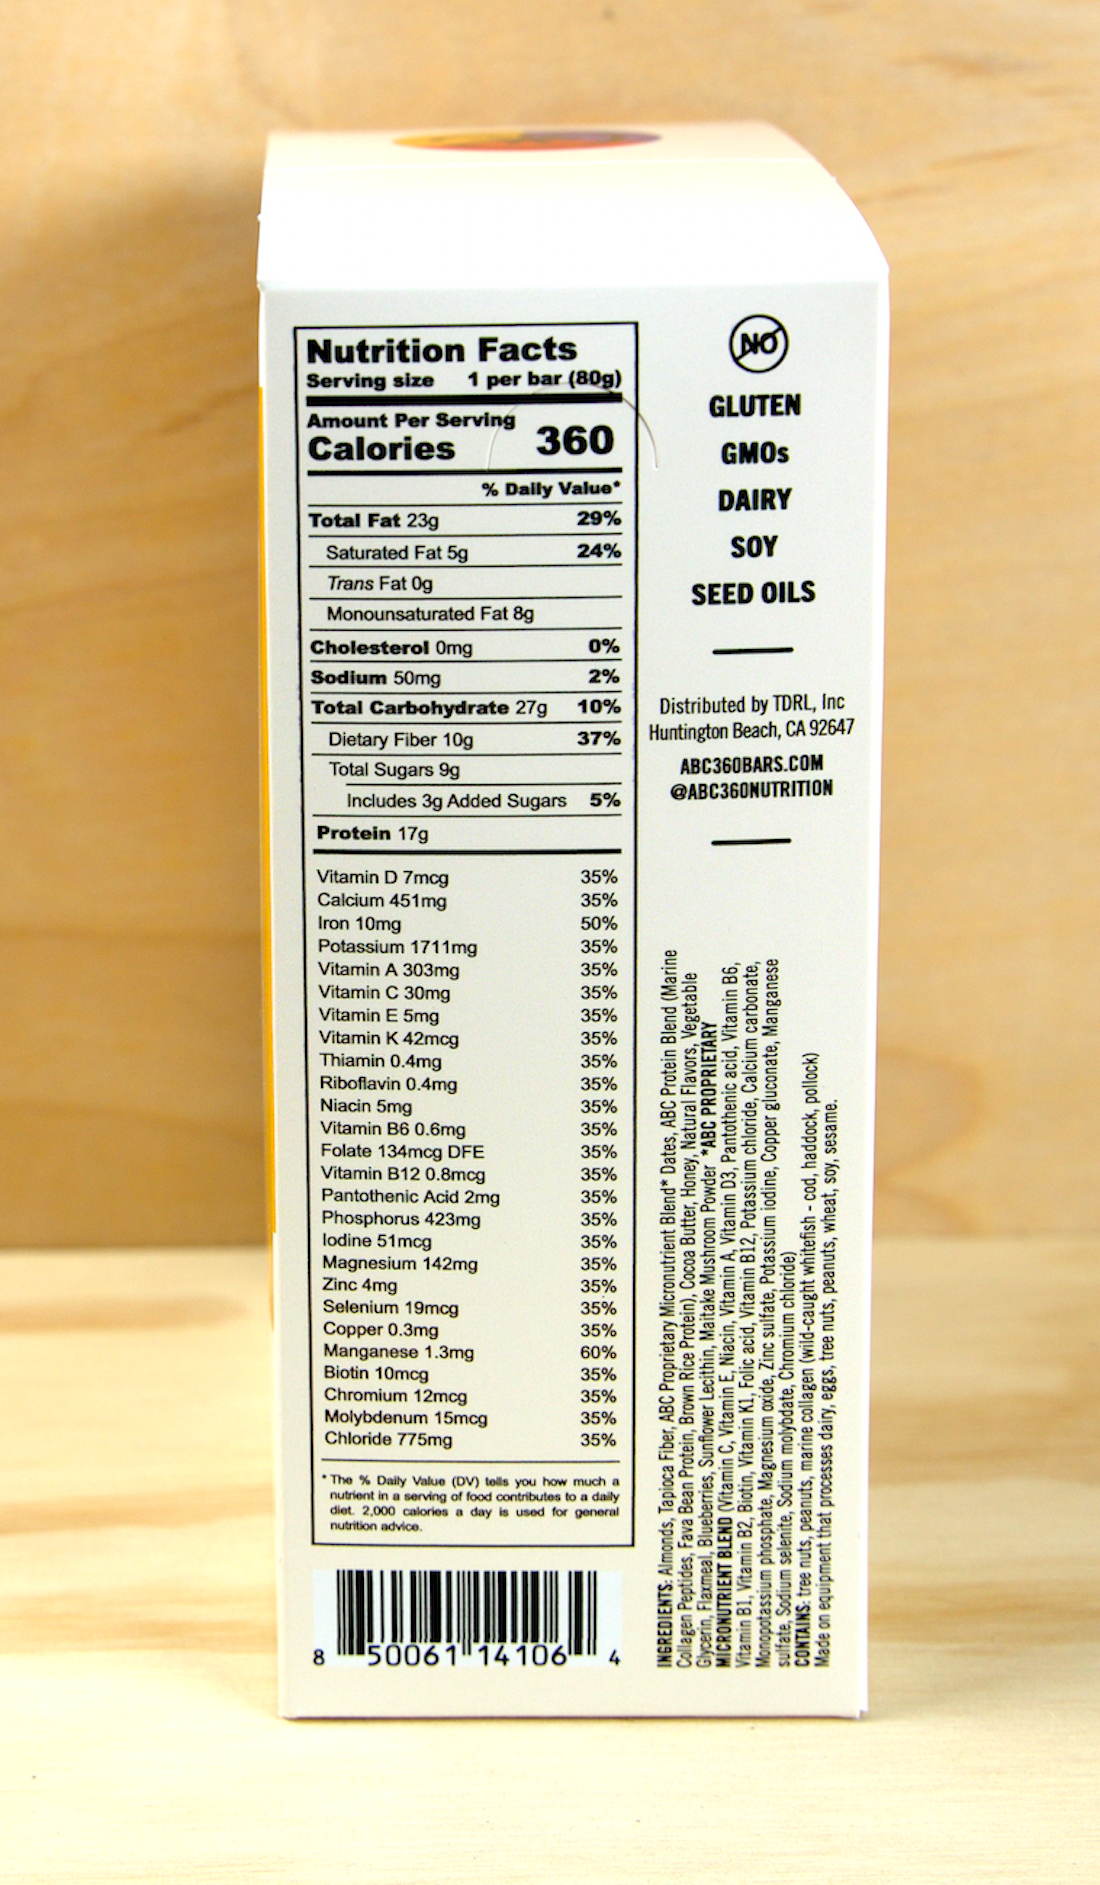 Nutrition Facts
Serving size 1 per bar (80g)
Amount Per Serving
Calories 360
% Daily Value*
Total Fat 23g 29%
Saturated Fat 5g 24%
Trans Fat 0g
Monounsaturated Fat 8g
Cholesterol 0mg 0%
Sodium 50mg 2%
Total Carbohydrate 27g 10%
Dietary Fiber 10g 37%
Total Sugars 9g
Includes 3g Added Sugars 5%
Protein 17g
Vitamin D 7mcg 35%
Calcium 451mg 35%
Iron 10mg 50%
Potassium 1711mg 35%
Vitamin A 303mg 35%
Vitamin C 30mg 35%
Vitamin E 5mg 35%
Vitamin K 42mcg 35%
Thiamin 0.4mg 35%
Riboflavin 0.4mg 35%
Niacin 5mg 35%
Vitamin B6 0.6mg 35%
Folate 134mcg DFE 35%
Vitamin B12 0.8mcg 35%
Pantothenic Acid 2mg 35%
Phosphorus 423mg 35%
Iodine 51mcg 35%
Magnesium 142mg 35%
Zinc 4mg 35%
Selenium 19mcg 35%
Copper 0.3mg 35%
Manganese 1.3mg 60%
Biotin 10mcg 35%
Chromium 12mcg 35%
Molybdenum 15mcg 35%
Chloride 775mg 35%
* The % Daily Value (DV) tells you how much a
nutrient in a serving of food contributes to a daily
diet. 2,000 calories a day is used for general
nutrition advice.
8 50061 14106 4
NO
GLUTEN
GMOs
DAIRY
SOY
SEED OILS
Distributed by TDRL, Inc
Huntington Beach, CA 92647
ABC360BARS.COM
@ABC360NUTRITION
INGREDIENTS: Almonds, Tapioca Fiber, ABC Proprietary Micronutrient Blend* Dates, ABC Protein Blend (Marine
Collagen Peptides, Fava Bean Protein, Brown Rice Protein), Cocoa Butter, Honey, Natural Flavors, Vegetable
Glycerin, Flaxmeal, Blueberries, Sunflower Lecithin, Maitake Mushroom Powder *ABC PROPRIETARY
MICRONUTRIENT BLEND (Vitamin C, Vitamin E, Niacin, Vitamin A, Vitamin D3, Pantothenic acid, Vitamin B6,
Vitamin B1, Vitamin B2, Biotin, Vitamin K1, Folic acid, Vitamin B12, Potassium chloride, Calcium carbonate,
Monopotassium phosphate, Magnesium oxide, Zinc sulfate, Potassium iodine, Copper gluconate, Manganese
sulfate, Sodium selenite, Sodium molybdate, Chromium chloride)
CONTAINS: tree nuts, peanuts, marine collagen (wild-caught whitefish - cod, haddock, pollock)
Made on equipment that processes dairy, eggs, tree nuts, peanuts, wheat, soy, sesame.